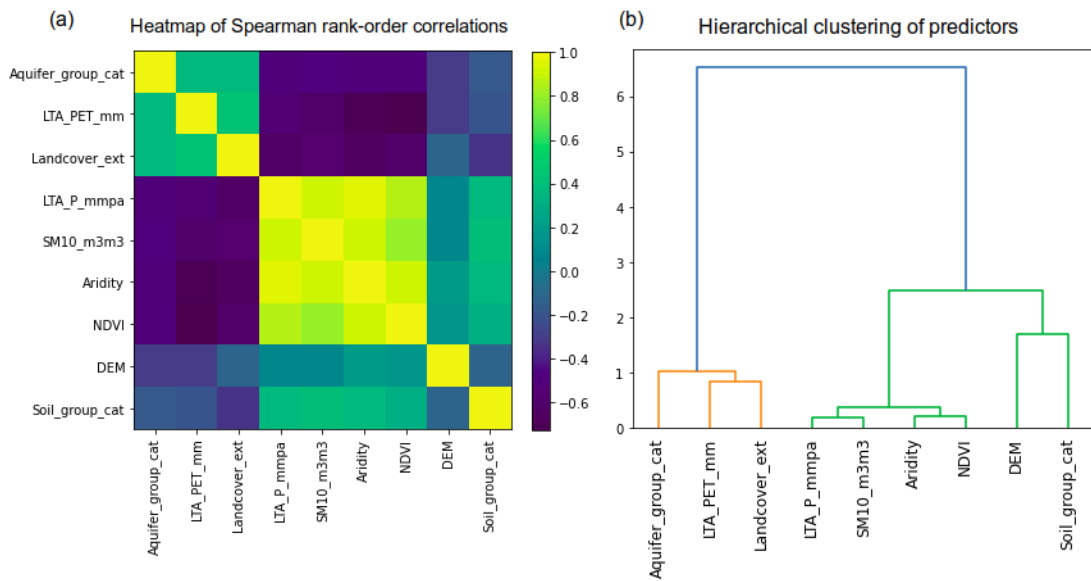 (a)
Heatmap of Spearman rank-order correlations
Aquifer_group_cat
LTA_PET_mm
Landcover_ext
LTA_P_mmpa
SM10_m3m3
Aridity
NDVI
DEM
Soil_group_cat
Aquifer_group_cat
LTA_PET_mm
Landcover_ext
LTA_P_mmpa
SM10_m3m3
Aridity
NDVI
DEM
Soil_group_cat
1.0
0.8
0.6
0.4
0.2
0.0
−0.2
−0.4
−0.6
(b)
Hierarchical clustering of predictors
6
5
4
3
2
1
0
Aquifer_group_cat
LTA_PET_mm
Landcover_ext
LTA_P_mmpa
SM10_m3m3
Aridity
NDVI
DEM
Soil_group_cat